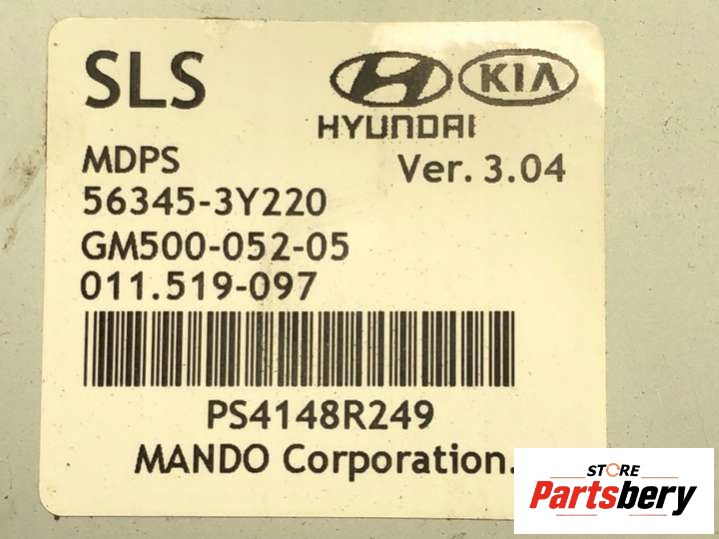 SLS
HYUNDAI
KIA
MDPS
Ver. 3.04
56345-3Y220
GM500-052-05
011.519-097
PS4148R249
MANDO Corporation.
STORE
Partsbery